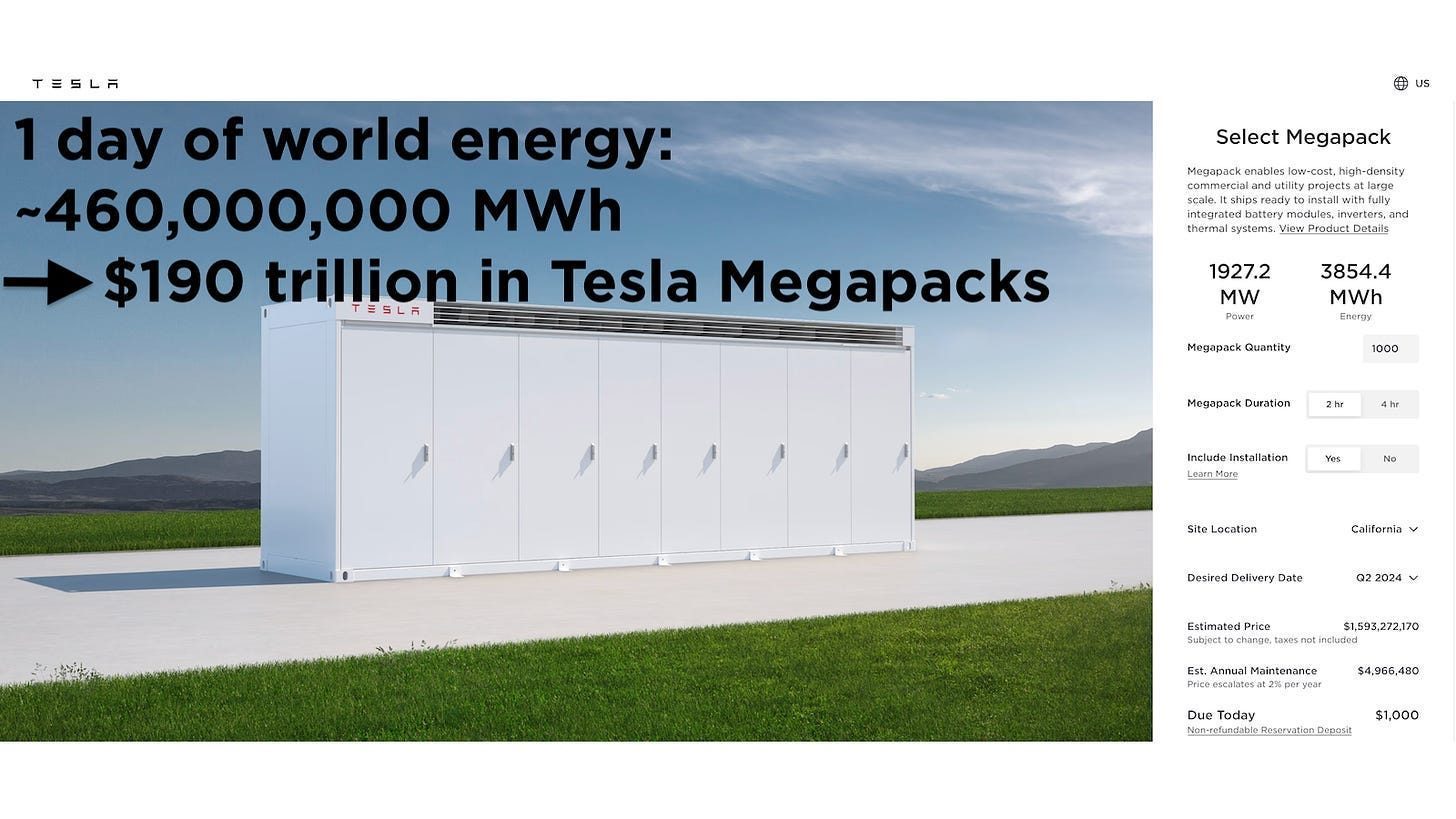 TESLA
US
1 day of world energy:
~460,000,000 MWh
$190 trillion in Tesla Megapacks
TESLA
Select Megapack
Megapack enables low-cost, high-density
commercial and utility projects at large
scale. It ships ready to install with fully
integrated battery modules, inverters, and
thermal systems. View Product Details
1927.2 3854.4
MW MWh
Power Energy
Megapack Quantity 1000
Megapack Duration 2 hr 4 hr
Include Installation Yes No
Learn More
Site Location California
Desired Delivery Date Q2 2024
Estimated Price $1,593,272,170
Subject to change, taxes not included
Est. Annual Maintenance $4,966,480
Price escalates at 2% per year
Due Today $1,000
Non-refundable Reservation Deposit